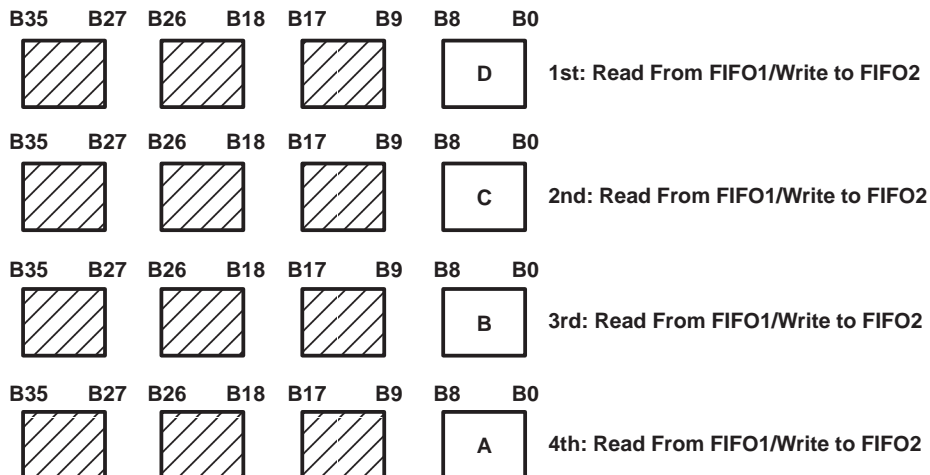 B35 B27 B26 B18 B17 B9 B8 B0
D 1st: Read From FIFO1/Write to FIFO2
B35 B27 B26 B18 B17 B9 B8 B0
C 2nd: Read From FIFO1/Write to FIFO2
B35 B27 B26 B18 B17 B9 B8 B0
B 3rd: Read From FIFO1/Write to FIFO2
B35 B27 B26 B18 B17 B9 B8 B0
A 4th: Read From FIFO1/Write to FIFO2